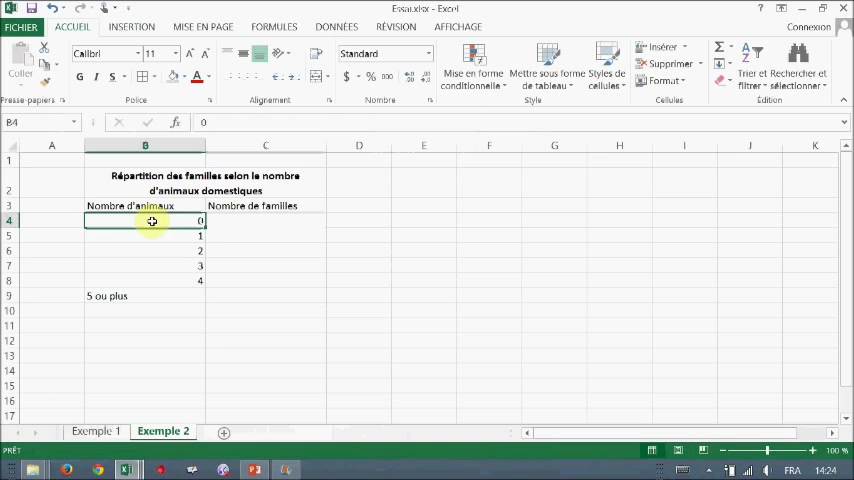 Essai.xlsx - Excel
FICHIER ACCUEIL INSERTION MISE EN PAGE FORMULES DONNÉES RÉVISION AFFICHAGE Connexion
Coller
Calibri 11
G I S A
Standard
$ % 000
Mise en forme conditionnelle
Mettre sous forme de tableau
Styles de cellules
Insérer
Supprimer
Format
Trier et filtrer
Rechercher et sélectionner
Presse-papiers Police Alignement Nombre Style Cellules Édition
B4 fx 0
A B C D E F G H I J K
1
Répartition des familles selon le nombre
2 d'animaux domestiques
3 Nombre d'animaux Nombre de familles
4 0
5 1
6 2
7 3
8 4
9 5 ou plus
10
11
12
13
14
15
16
17
Exemple 1 Exemple 2
PRÊT 100 %
FRA 14:24